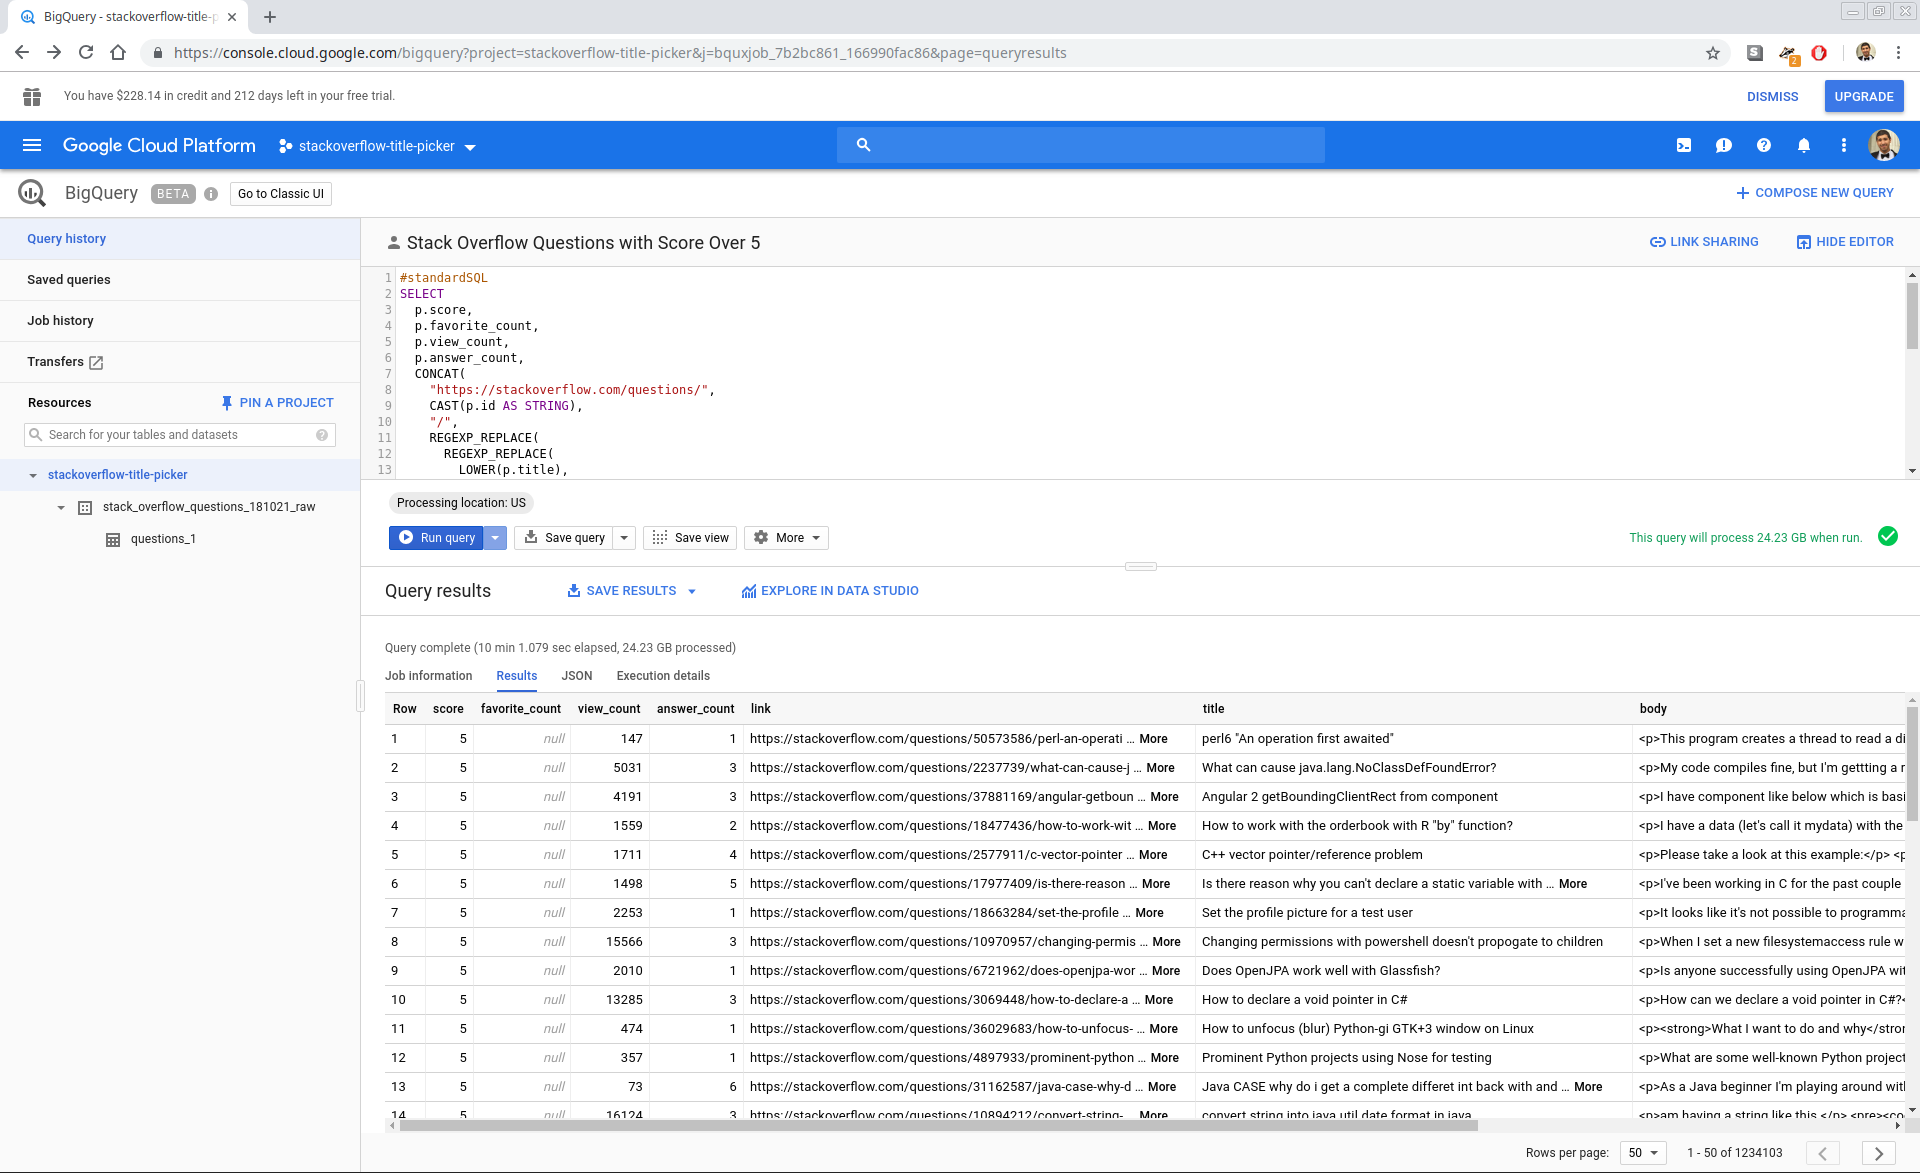 BigQuery - stackoverflow-title-p
https://console.cloud.google.com/bigquery?project=stackoverflow-title-picker&j=bquxjob_7b2bc861_166990fac86&page=queryresults
2
You have $228.14 in credit and 212 days left in your free trial.
DISMISS
UPGRADE
Google Cloud Platform
stackoverflow-title-picker
BigQuery
BETA
Go to Classic UI
COMPOSE NEW QUERY
Query history
Saved queries
Job history
Transfers
Resources
PIN A PROJECT
Search for your tables and datasets
stackoverflow-title-picker
stack_overflow_questions_181021_raw
questions_1
Stack Overflow Questions with Score Over 5
LINK SHARING
HIDE EDITOR
1 #standardSQL
2 SELECT
3 p.score,
4 p.favorite_count,
5 p.view_count,
6 p.answer_count,
7 CONCAT(
8 "https://stackoverflow.com/questions/",
9 CAST(p.id AS STRING),
10 "/",
11 REGEXP_REPLACE(
12 REGEXP_REPLACE(
13 LOWER(p.title),
Processing location: US
Run query
Save query
Save view
More
This query will process 24.23 GB when run.
Query results
SAVE RESULTS
EXPLORE IN DATA STUDIO
Query complete (10 min 1.079 sec elapsed, 24.23 GB processed)
Job information Results JSON Execution details
Row score favorite_count view_count answer_count link title body
1 5 null 147 1 https://stackoverflow.com/questions/50573586/perl-an-operati ... More perl6 "An operation first awaited" <p>This program creates a thread to read a di
2 5 null 5031 3 https://stackoverflow.com/questions/2237739/what-can-cause-j ... More What can cause java.lang.NoClassDefFoundError? <p>My code compiles fine, but I'm gettting a r
3 5 null 4191 3 https://stackoverflow.com/questions/37881169/angular-getboun ... More Angular 2 getBoundingClientRect from component <p>I have component like below which is basi
4 5 null 1559 2 https://stackoverflow.com/questions/18477436/how-to-work-wit ... More How to work with the orderbook with R "by" function? <p>I have a data (let's call it mydata) with the
5 5 null 1711 4 https://stackoverflow.com/questions/2577911/c-vector-pointer ... More C++ vector pointer/reference problem <p>Please take a look at this example:</p> <p
6 5 null 1498 5 https://stackoverflow.com/questions/17977409/is-there-reason ... More Is there reason why you can't declare a static variable with ... More <p>I've been working in C for the past couple
7 5 null 2253 1 https://stackoverflow.com/questions/18663284/set-the-profile ... More Set the profile picture for a test user <p>It looks like it's not possible to programma
8 5 null 15566 3 https://stackoverflow.com/questions/10970957/changing-permis ... More Changing permissions with powershell doesn't propogate to children <p>When I set a new filesystemaccess rule w
9 5 null 2010 1 https://stackoverflow.com/questions/6721962/does-openjpa-wor ... More Does OpenJPA work well with Glassfish? <p>Is anyone successfully using OpenJPA wit
10 5 null 13285 3 https://stackoverflow.com/questions/3069448/how-to-declare-a ... More How to declare a void pointer in C# <p>How can we declare a void pointer in C#?<
11 5 null 474 1 https://stackoverflow.com/questions/36029683/how-to-unfocus- ... More How to unfocus (blur) Python-gi GTK+3 window on Linux <p><strong>What I want to do and why</stron
12 5 null 357 1 https://stackoverflow.com/questions/4897933/prominent-python ... More Prominent Python projects using Nose for testing <p>What are some well-known Python project
13 5 null 73 6 https://stackoverflow.com/questions/31162587/java-case-why-d ... More Java CASE why do i get a complete differet int back with and ... More <p>As a Java beginner I'm playing around with
14 5 null 16124 3 https://stackoverflow.com/questions/10894212/convert-string- ... More convert string into java util date format in java <p>am having a string like this </p> <pre><co
Rows per page: 50 1 - 50 of 1234103